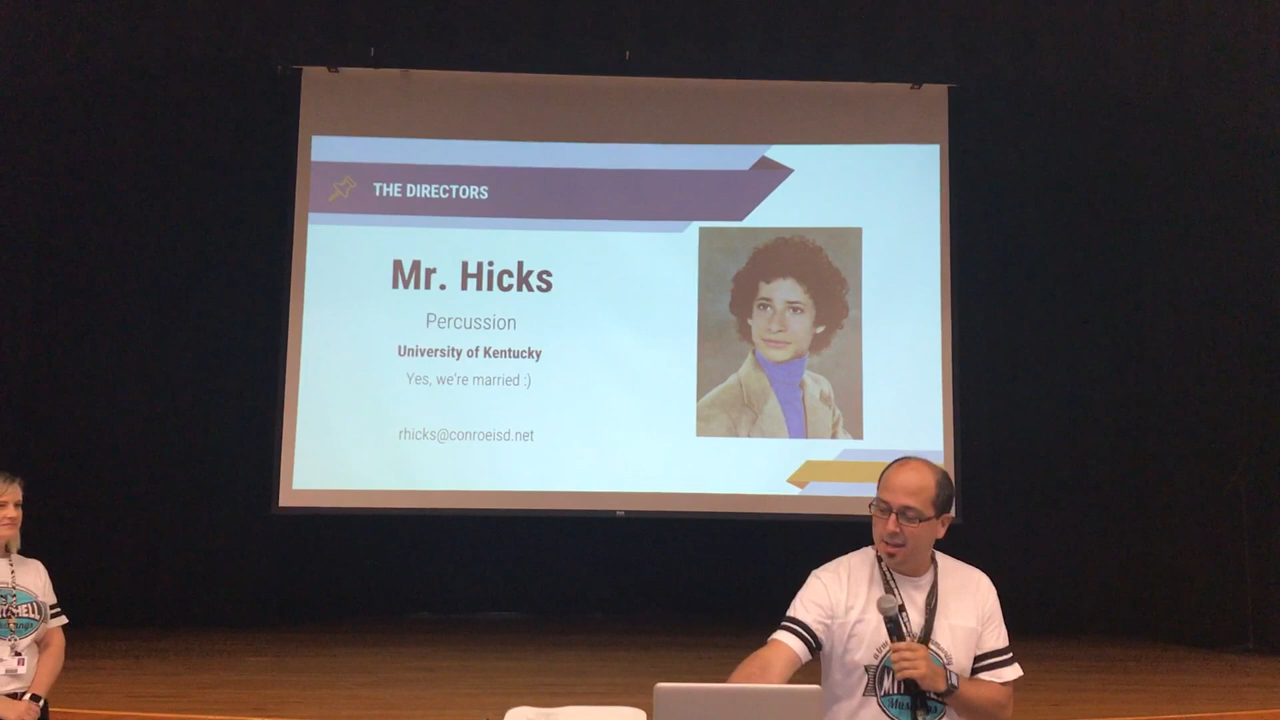 THE DIRECTORS
Mr. Hicks
Percussion
University of Kentucky
Yes, we're married :)
rhicks@conroeisd.net